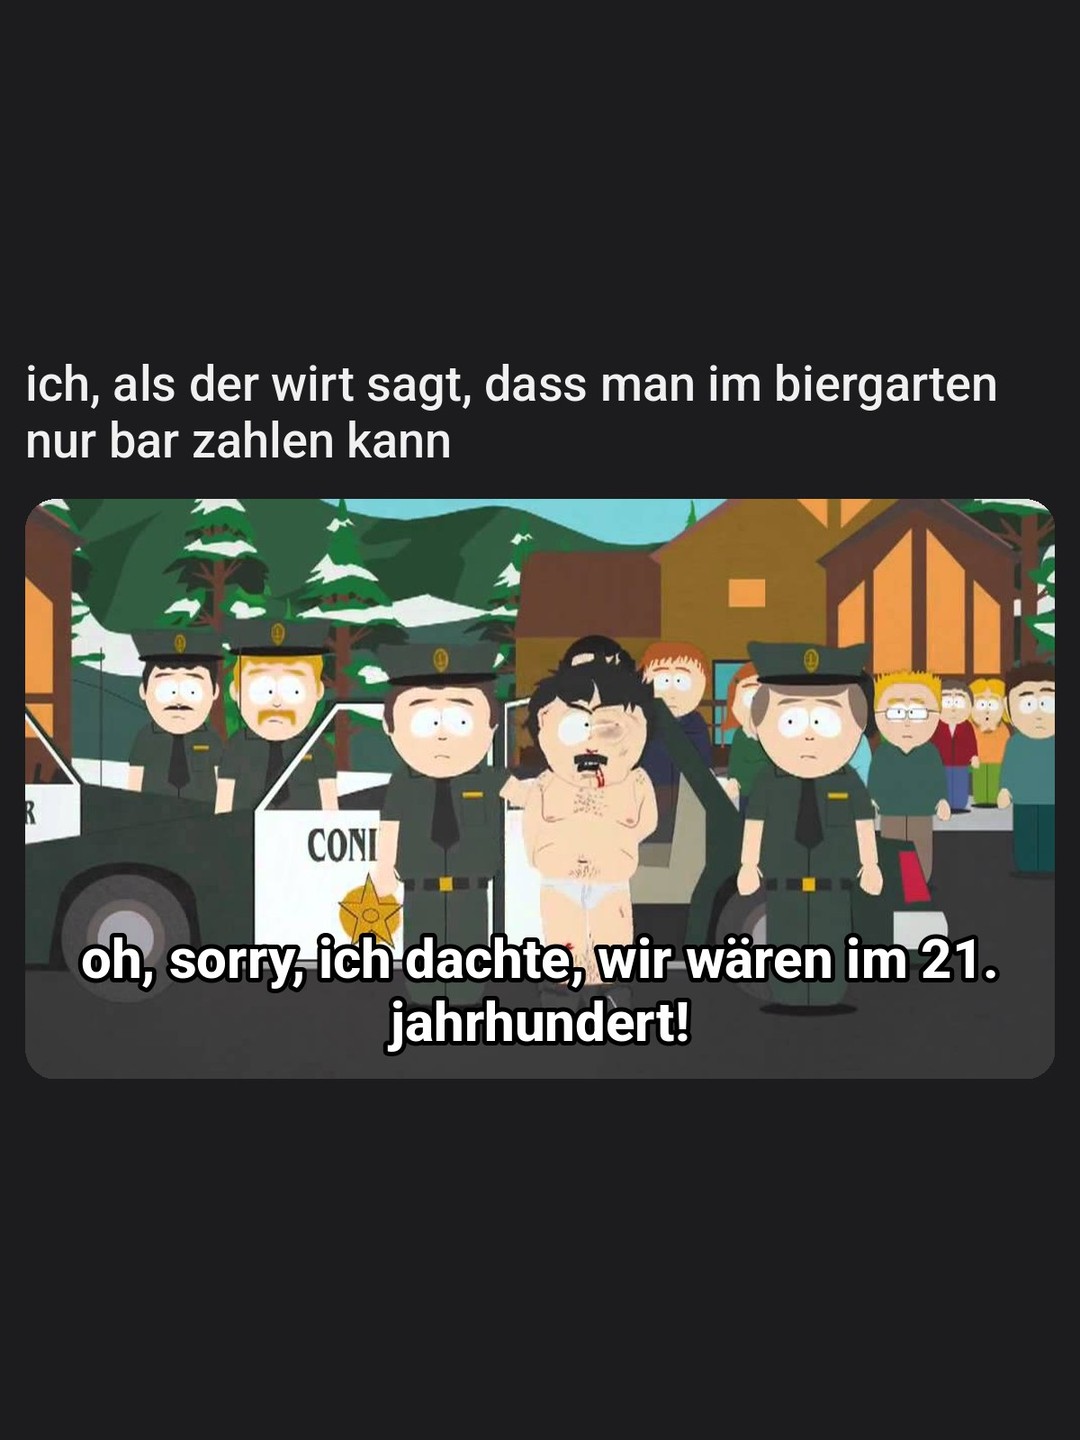 ich, als der wirt sagt, dass man im biergarten
nur bar zahlen kann
R
CONI
oh, sorry, ich dachte, wir wären im 21.
jahrhundert!